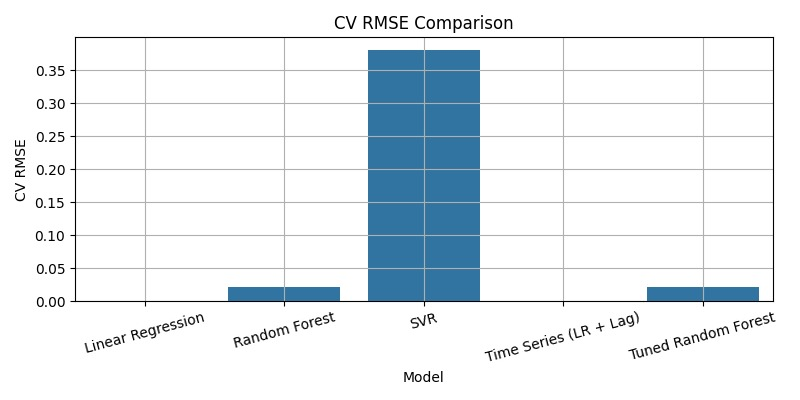 CV RMSE Comparison
CV RMSE
0.35
0.30
0.25
0.20
0.15
0.10
0.05
0.00
Linear Regression
Random Forest
SVR
Time Series (LR + Lag)
Tuned Random Forest
Model